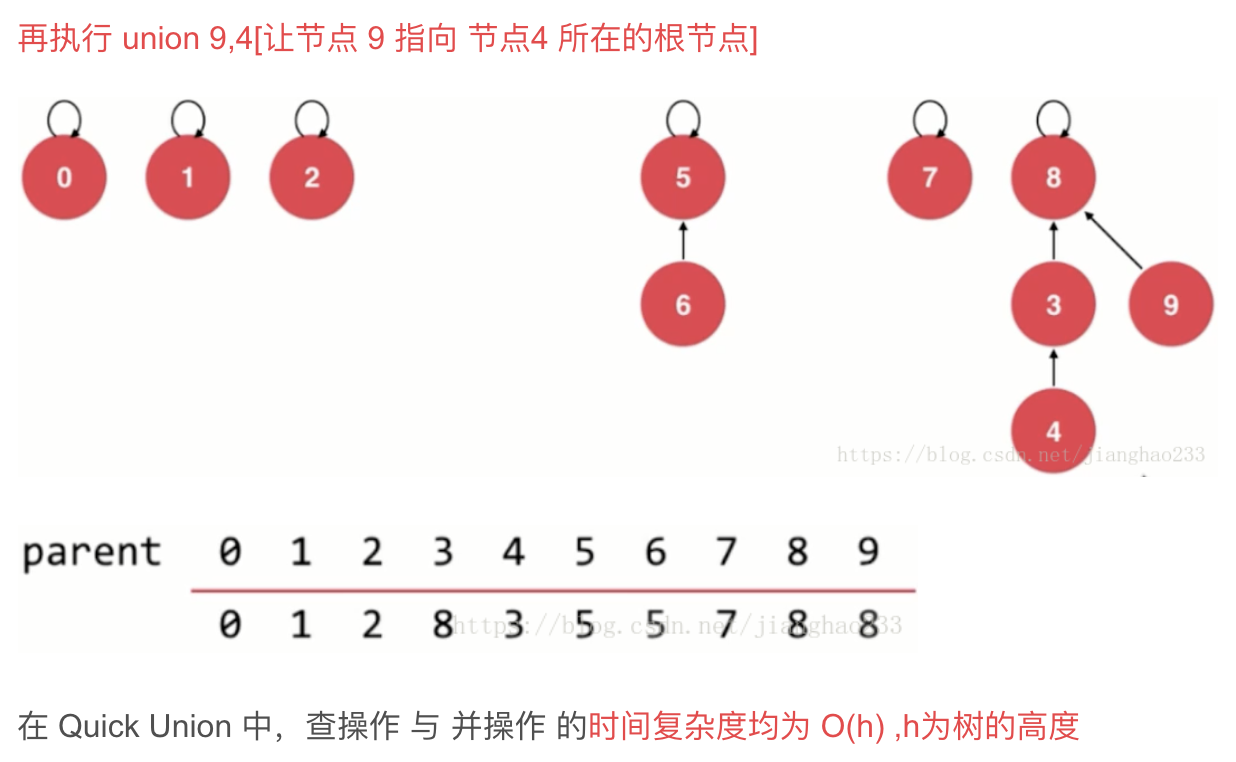 再执行 union 9,4[让节点 9 指向 节点4 所在的根节点]
0 1 2 5 7 8
6 3 9
4
https://blog.csdn.net/jianghao233
parent 0 1 2 3 4 5 6 7 8 9
0 1 2 8 3 5 5 7 8 8
https://blog.csdn.net/jianghao233
在 Quick Union 中，查操作 与 并操作 的时间复杂度均为 O(h) ,h为树的高度